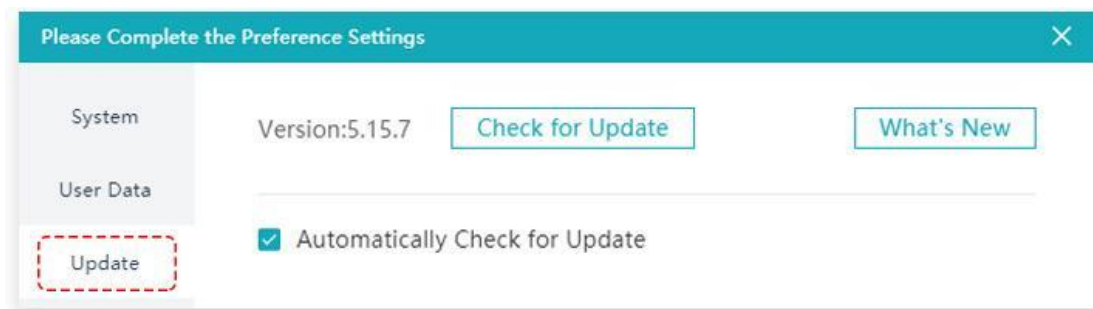 Please Complete the Preference Settings
System
Version:5.15.7 Check for Update What's New
User Data
Automatically Check for Update
Update